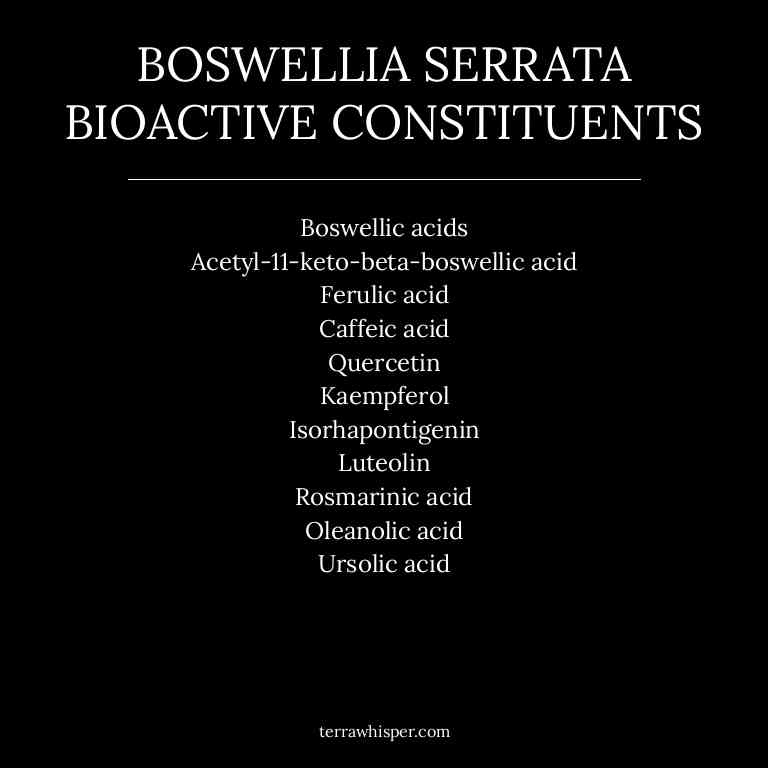 BOSWELLIA SERRATA
BIOACTIVE CONSTITUENTS
Boswellic acids
Acetyl-11-keto-beta-boswellic acid
Ferulic acid
Caffeic acid
Quercetin
Kaempferol
Isorhapontigenin
Luteolin
Rosmarinic acid
Oleanolic acid
Ursolic acid
terrawhisper.com